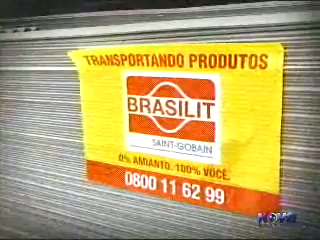 TRANSPORTANDO PRODUTOS
BRASILIT
SAINT-GOBAIN
0% AMIANTO. 100% VOCÊ.
0800 11 62 99